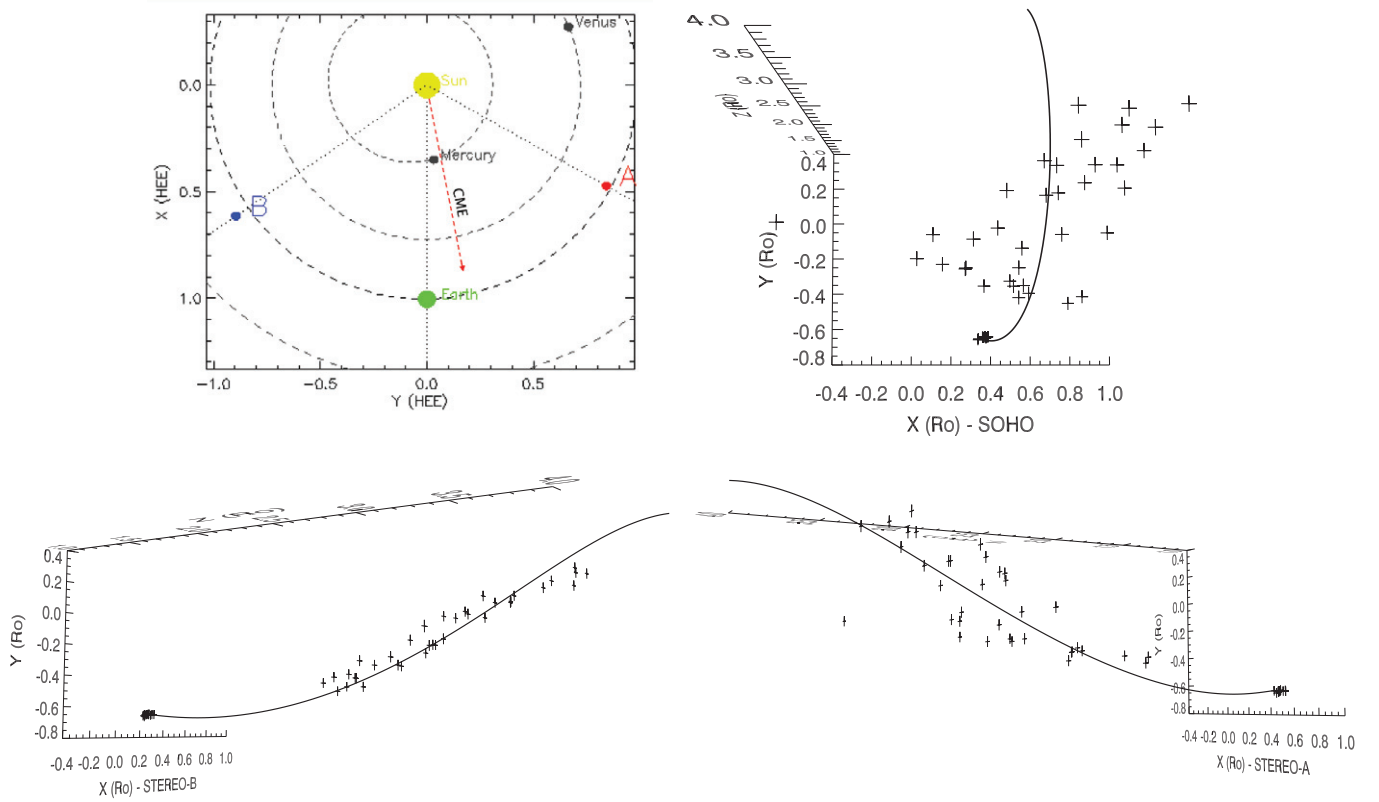 Venus
0.0
Sun
Mercury
X (HEE)
0.5
A
B
CME
1.0
Earth
−1.0
−0.5
0.0
0.5
Y (HEE)
4.0
3.5
3.0
2.5
2.0
1.5
1.0
0.4
0.2
0.0
-0.2
-0.4
-0.6
-0.8
Y (Ro)
-0.4 -0.2 0.0 0.2 0.4 0.6 0.8 1.0
X (Ro) - SOHO
Z (Ro)
0.4
0.2
0.0
-0.2
-0.4
-0.6
-0.8
Y (Ro)
-0.4 -0.2 0.0 0.2 0.4 0.6 0.8 1.0
X (Ro) - STEREO-B
0.4
0.2
0.0
-0.2
-0.4
-0.6
-0.8
Y (Ro)
-0.4 -0.2 0.0 0.2 0.4 0.6 0.8 1.0
X (Ro) - STEREO-A